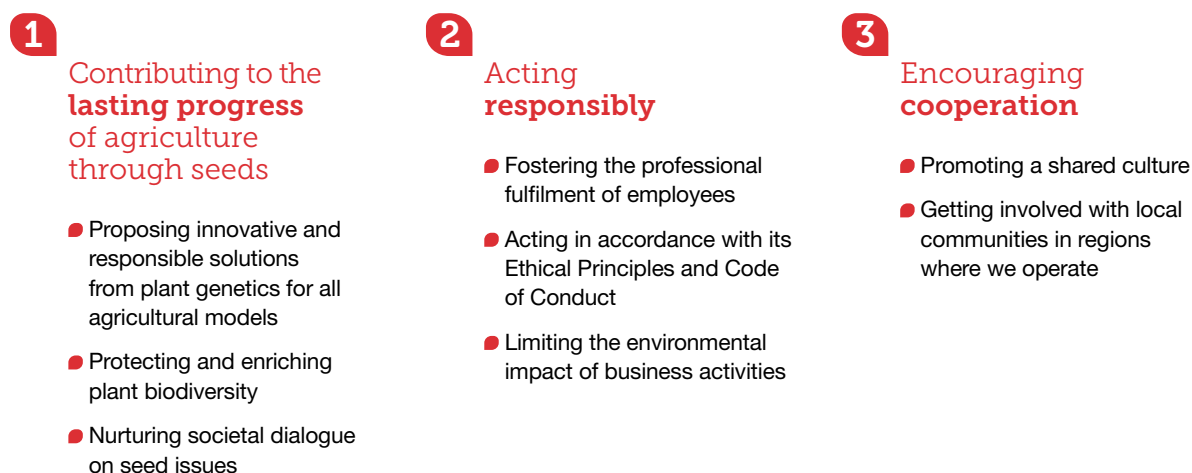 1
Contributing to the
lasting progress
of agriculture
through seeds
Proposing innovative and
responsible solutions
from plant genetics for all
agricultural models
Protecting and enriching
plant biodiversity
Nurturing societal dialogue
on seed issues
2
Acting
responsibly
Fostering the professional
fulfilment of employees
Acting in accordance with its
Ethical Principles and Code
of Conduct
Limiting the environmental
impact of business activities
3
Encouraging
cooperation
Promoting a shared culture
Getting involved with local
communities in regions
where we operate